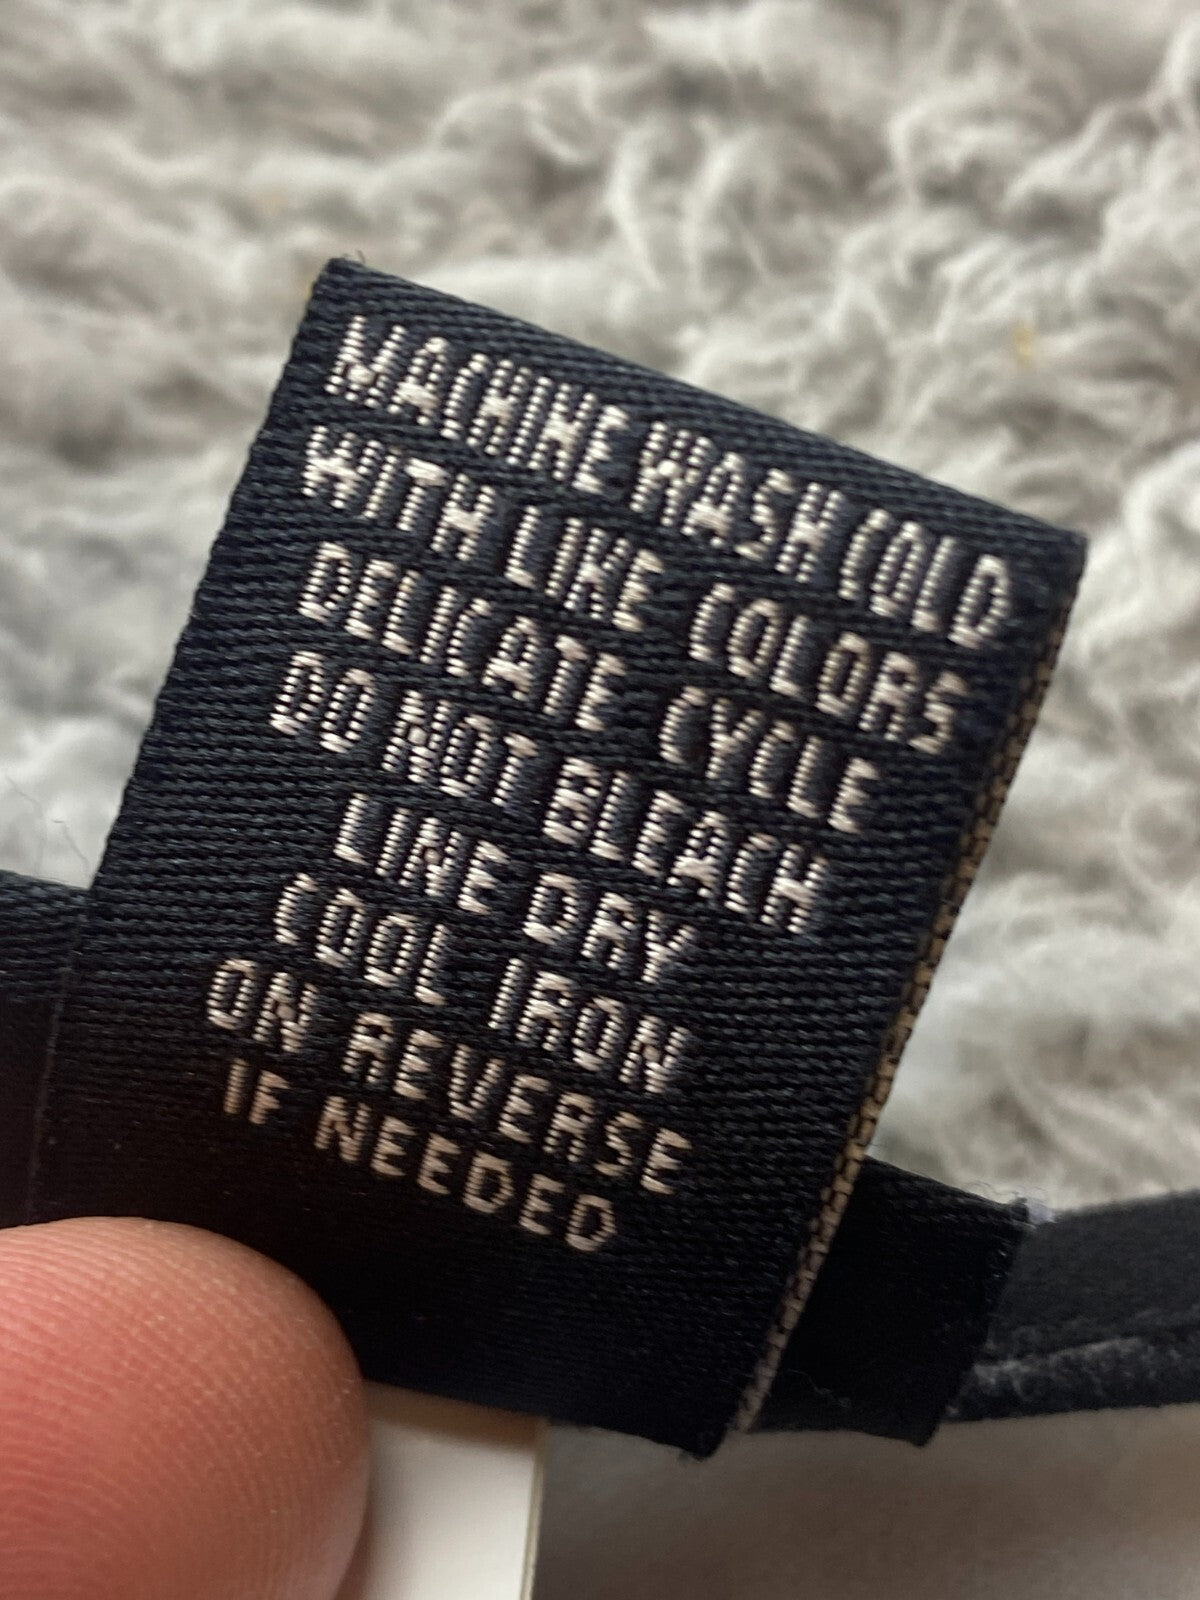 MACHINE WASH COLD
WITH LIKE COLORS
DELICATE CYCLE
DO NOT BLEACH
LINE DRY
COOL IRON
ON REVERSE
IF NEEDED